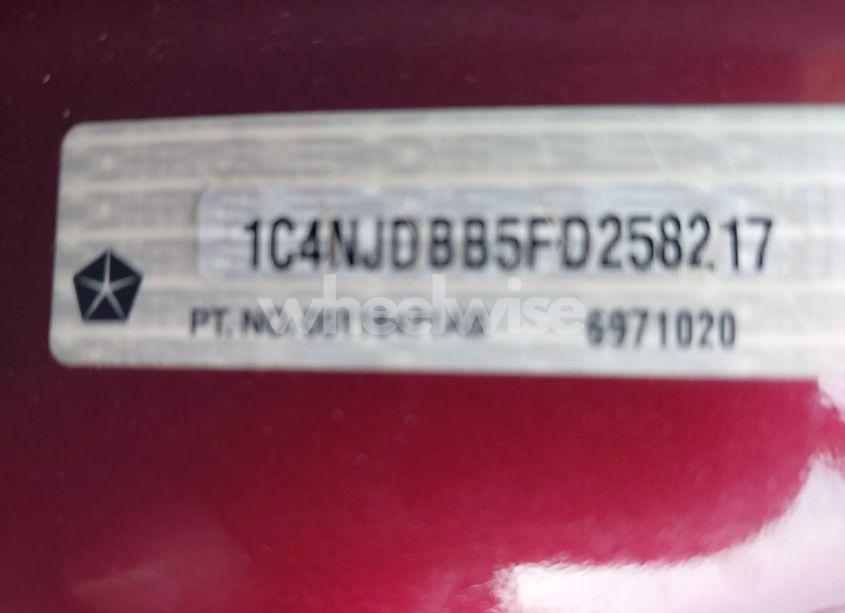 1C4NJDBB5FD258217
PT. NO. 6971020
wheelwise